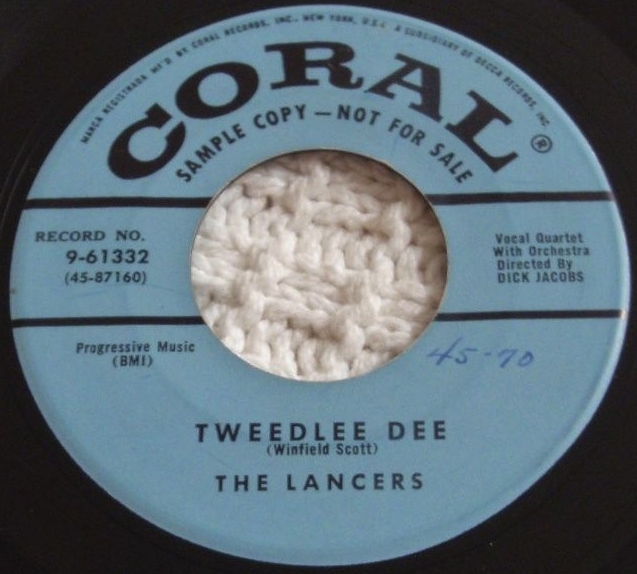 MARCA REGISTRADA MF'D BY CORAL RECORDS, INC., NEW YORK, U.S.A. A SUBSIDIARY OF DECCA RECORDS, INC.
CORAL ®
SAMPLE COPY — NOT FOR SALE
RECORD NO.
9-61332
(45-87160)
Vocal Quartet
With Orchestra
Directed By
DICK JACOBS
Progressive Music
(BMI)
45-70
TWEEDLEE DEE
(Winfield Scott)
THE LANCERS